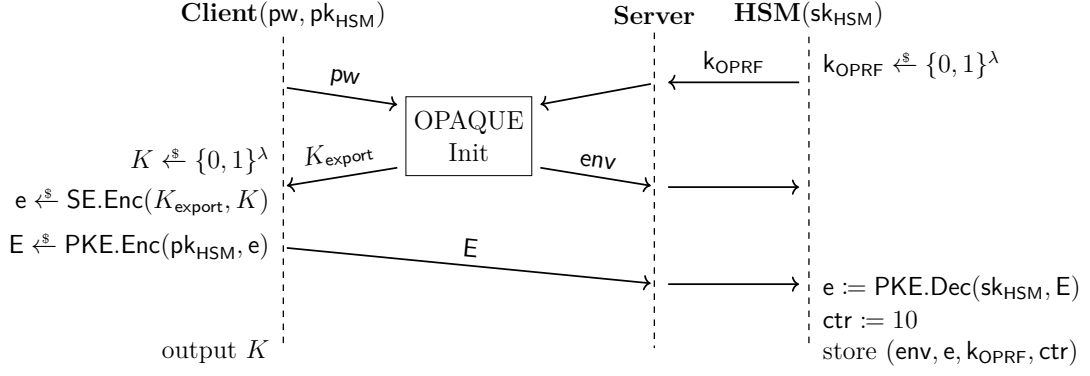 Client(pw, pk_HSM) Server HSM(sk_HSM)
pw k_OPRF k_OPRF ←$ {0, 1}^λ
OPAQUE
Init
K ←$ {0, 1}^λ K_export env
e ←$ SE.Enc(K_export, K)
E ←$ PKE.Enc(pk_HSM, e) E
e := PKE.Dec(sk_HSM, E)
ctr := 10
output K store (env, e, k_OPRF, ctr)